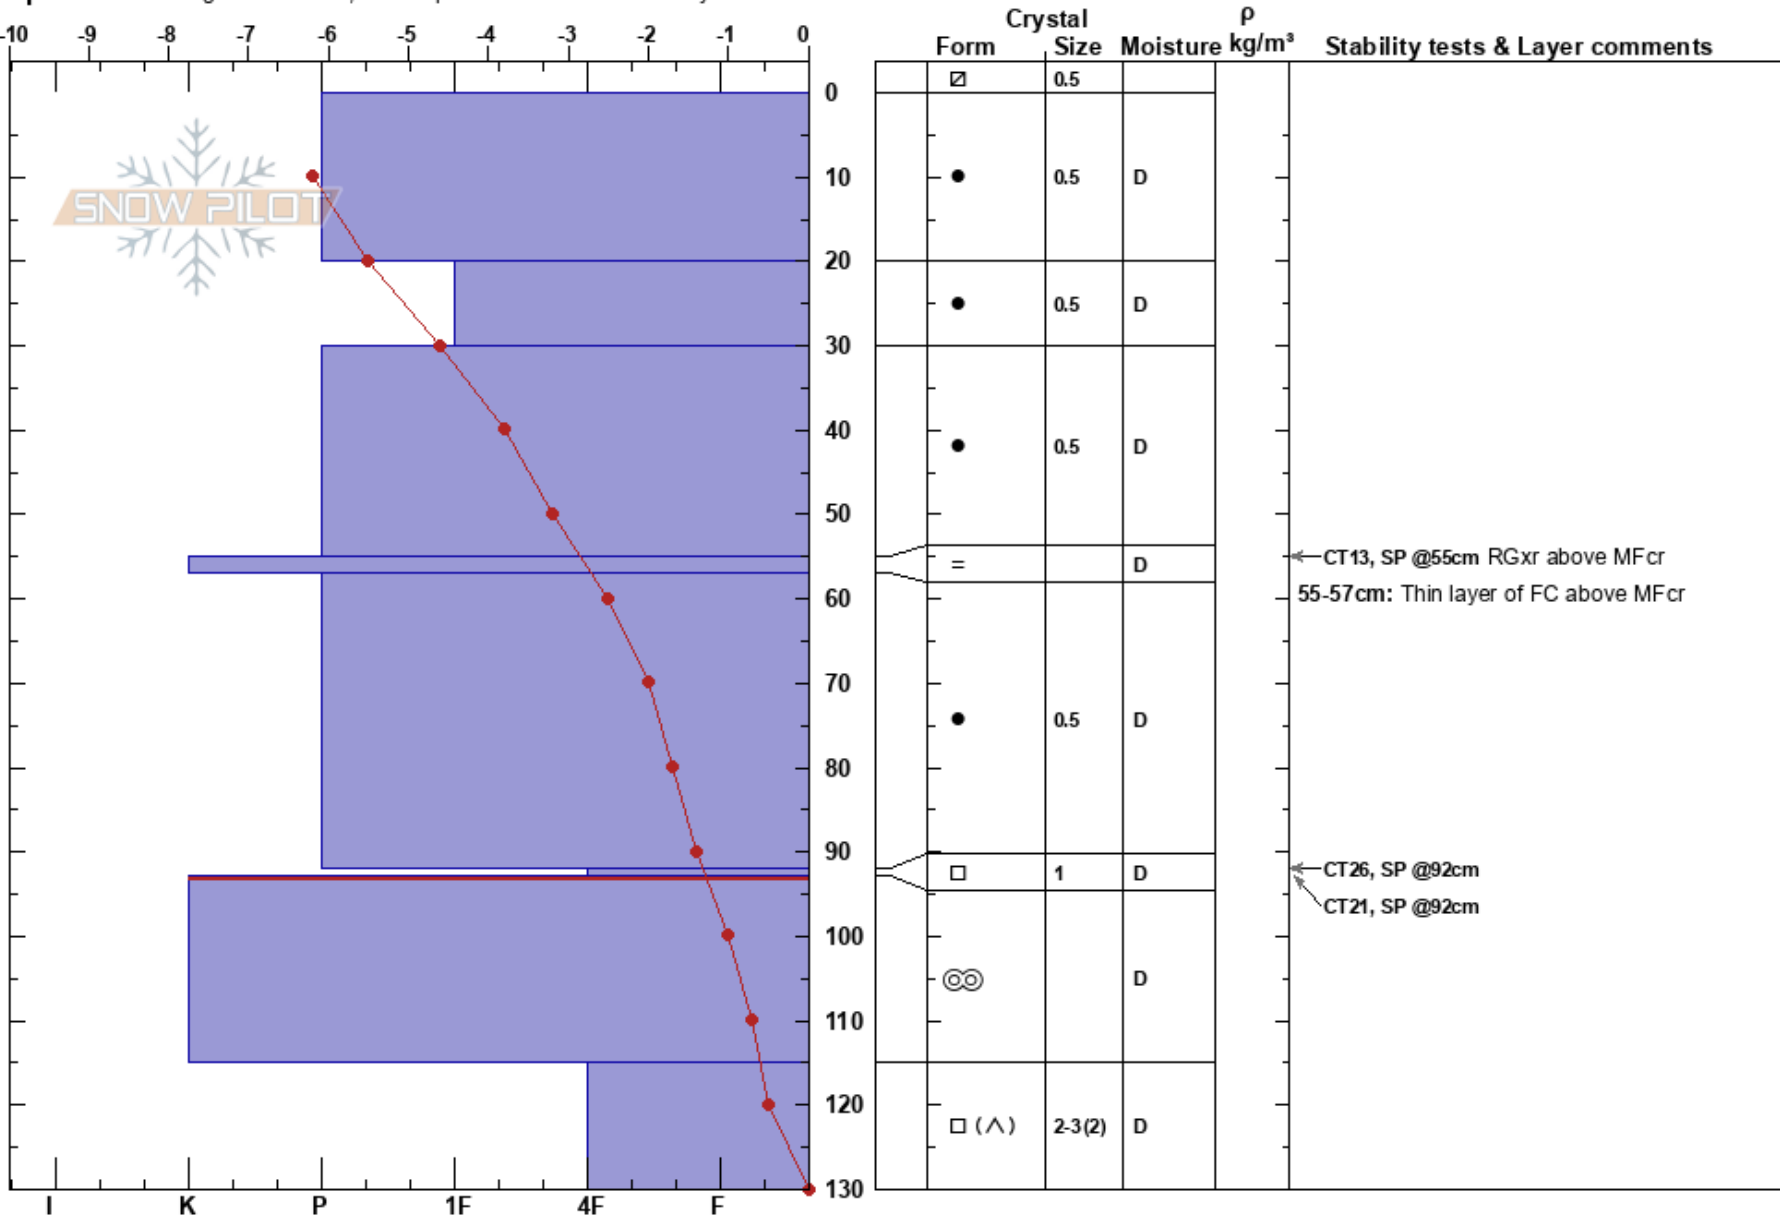 Crystal ρ
Form Size Moisture kg/m³ Stability tests & Layer comments
-10 -9 -8 -7 -6 -5 -4 -3 -2 -1 0
0.5
0
SNOW PILOT
10 ● 0.5 D
20
● 0.5 D
30
40 ● 0.5 D
50
= D CT13, SP @55cm RGxr above MFcr
55-57cm: Thin layer of FC above MFcr
60
70
● 0.5 D
80
90
□ 1 D CT26, SP @92cm
CT21, SP @92cm
100
D
110
120
□ (∧) 2-3(2) D
130
I K P 1F 4F F